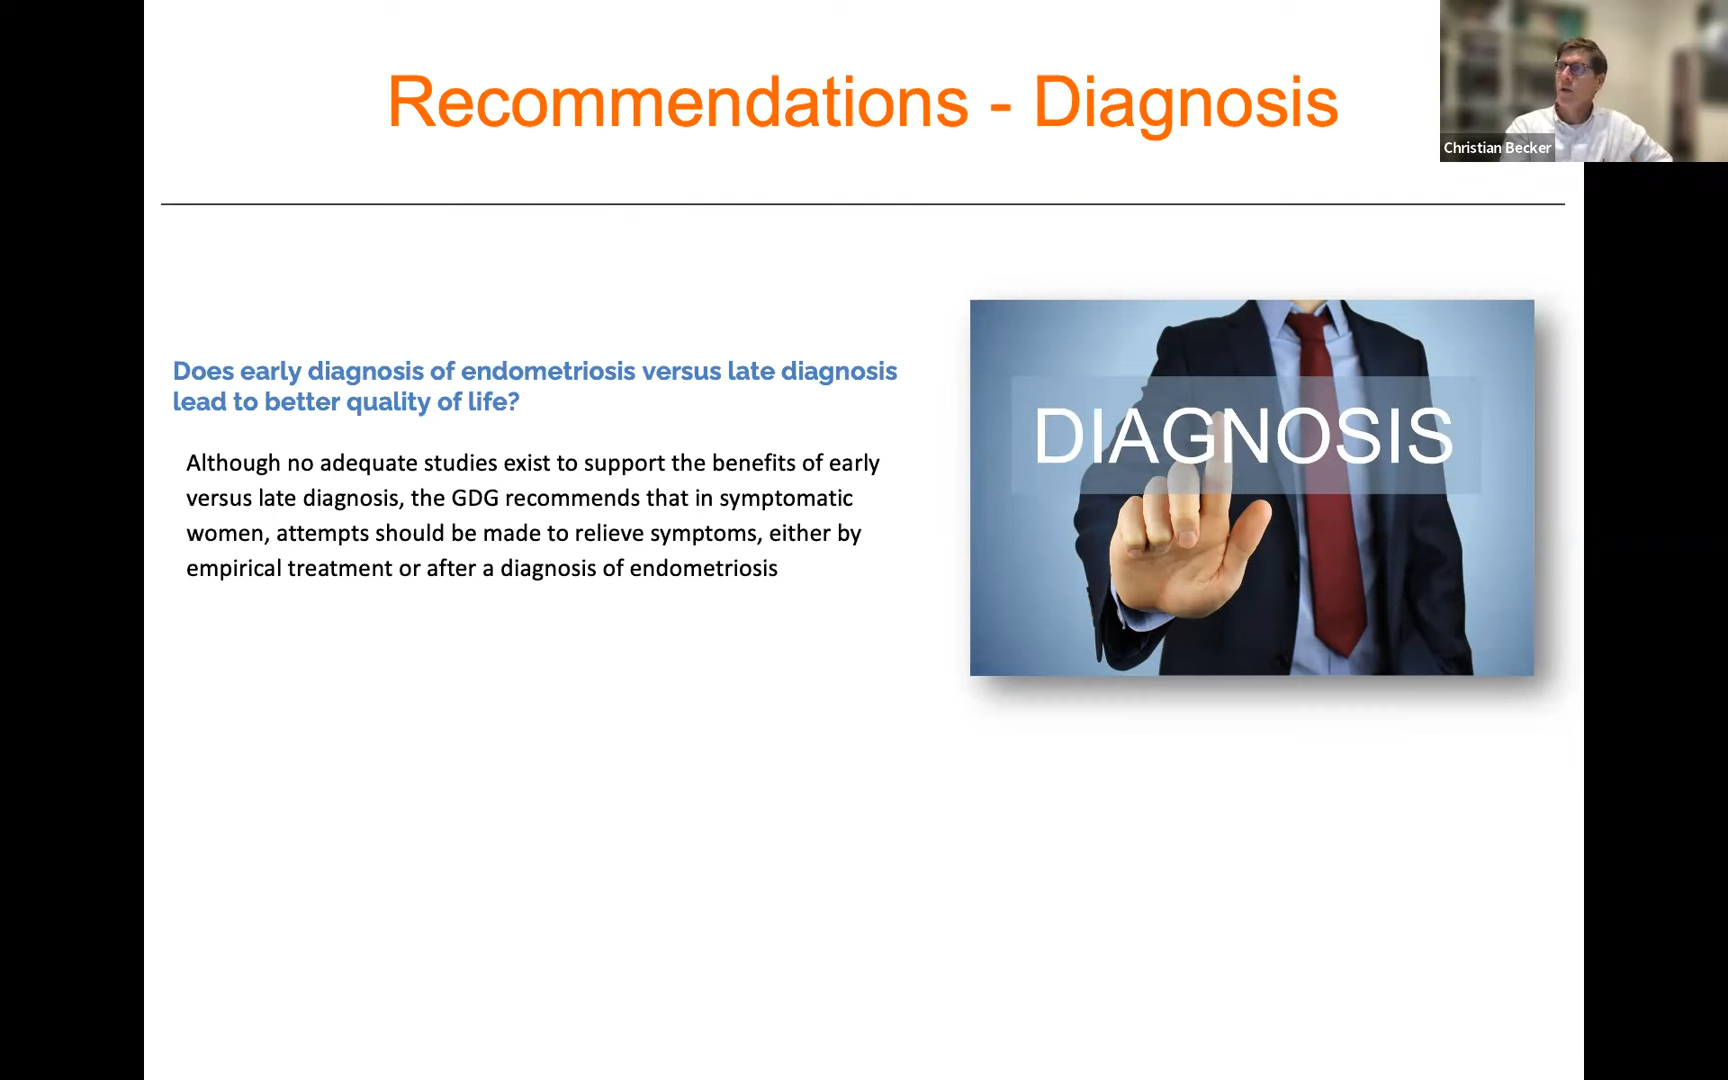 Recommendations - Diagnosis
Christian Becker
Does early diagnosis of endometriosis versus late diagnosis
lead to better quality of life?
Although no adequate studies exist to support the benefits of early
versus late diagnosis, the GDG recommends that in symptomatic
women, attempts should be made to relieve symptoms, either by
empirical treatment or after a diagnosis of endometriosis
DIAGNOSIS